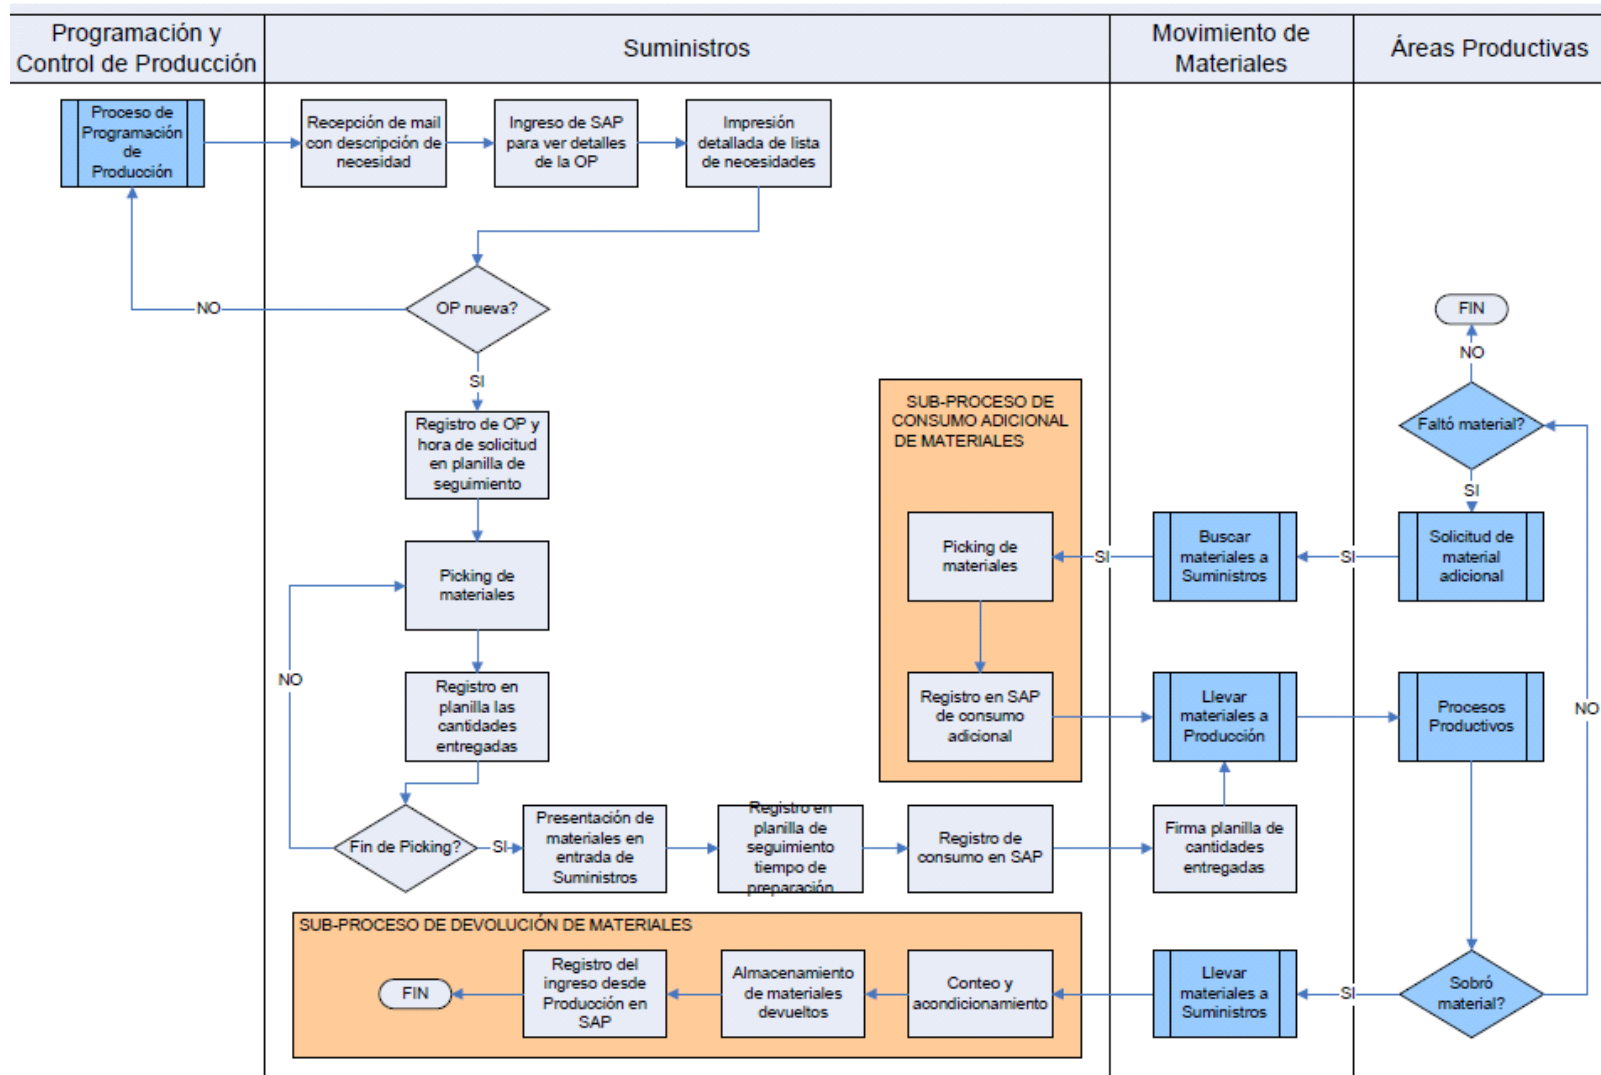 Programación y
Control de Producción
Suministros
Movimiento de
Materiales
Áreas Productivas
Proceso de
Programación
de
Producción
Recepción de mail
con descripción de
necesidad
Ingreso de SAP
para ver detalles
de la OP
Impresión
detallada de lista
de necesidades
OP nueva?
NO
SI
Registro de OP y
hora de solicitud
en planilla de
seguimiento
Picking de
materiales
Registro en
planilla las
cantidades
entregadas
NO
Fin de Picking?
SI
Presentación de
materiales en
entrada de
Suministros
Registro en
planilla de
seguimiento
tiempo de
preparación
Registro de
consumo en SAP
Firma planilla de
cantidades
entregadas
SUB-PROCESO DE
CONSUMO ADICIONAL
DE MATERIALES
Picking de
materiales
Registro en SAP
de consumo
adicional
SI
Buscar
materiales a
Suministros
SI
Solicitud de
material
adicional
Llevar
materiales a
Producción
Procesos
Productivos
FIN
NO
Faltó material?
SI
NO
SUB-PROCESO DE DEVOLUCIÓN DE MATERIALES
FIN
Registro del
ingreso desde
Producción en
SAP
Almacenamiento
de materiales
devueltos
Conteo y
acondicionamiento
Llevar
materiales a
Suministros
SI
Sobró
material?